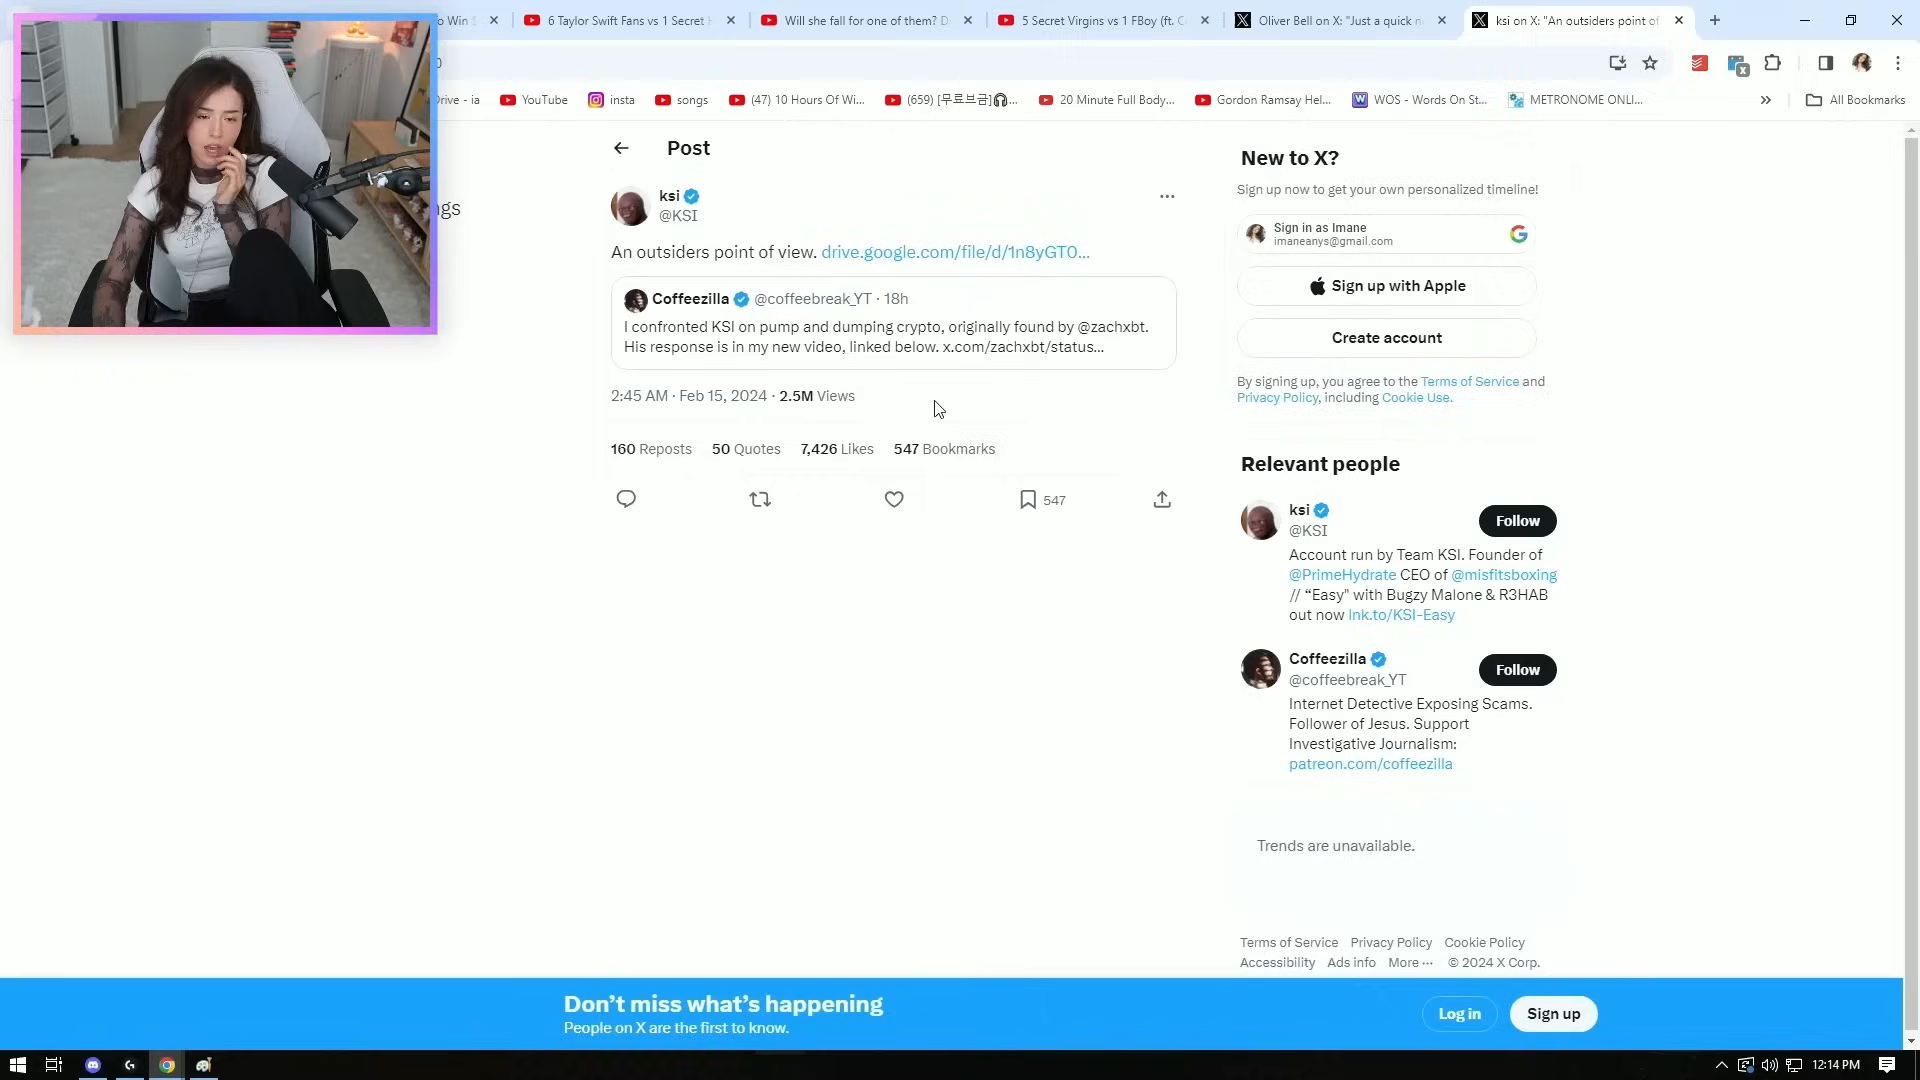 o Win S
6 Taylor Swift Fans vs 1 Secret H
Will she fall for one of them? D
5 Secret Virgins vs 1 FBoy (ft. C
Oliver Bell on X: "Just a quick n
ksi on X: "An outsiders point of
Drive - ia
YouTube
insta
songs
(47) 10 Hours Of Wi...
(659) [무료브금]🎧...
20 Minute Full Body...
Gordon Ramsay Hel...
WOS - Words On St...
METRONOME ONLI...
»
All Bookmarks
ngs
Post
ksi
@KSI
An outsiders point of view. drive.google.com/file/d/1n8yGT0...
Coffeezilla @coffeebreak_YT · 18h
I confronted KSI on pump and dumping crypto, originally found by @zachxbt.
His response is in my new video, linked below. x.com/zachxbt/status...
2:45 AM · Feb 15, 2024 · 2.5M Views
160 Reposts 50 Quotes 7,426 Likes 547 Bookmarks
547
New to X?
Sign up now to get your own personalized timeline!
Sign in as Imane
imaneanys@gmail.com
Sign up with Apple
Create account
By signing up, you agree to the Terms of Service and
Privacy Policy, including Cookie Use.
Relevant people
ksi
@KSI
Follow
Account run by Team KSI. Founder of
@PrimeHydrate CEO of @misfitsboxing
// “Easy" with Bugzy Malone & R3HAB
out now lnk.to/KSI-Easy
Coffeezilla
@coffeebreak_YT
Follow
Internet Detective Exposing Scams.
Follower of Jesus. Support
Investigative Journalism:
patreon.com/coffeezilla
Trends are unavailable.
Terms of Service Privacy Policy Cookie Policy
Accessibility Ads info More ··· © 2024 X Corp.
Don’t miss what’s happening
People on X are the first to know.
Log in
Sign up
12:14 PM